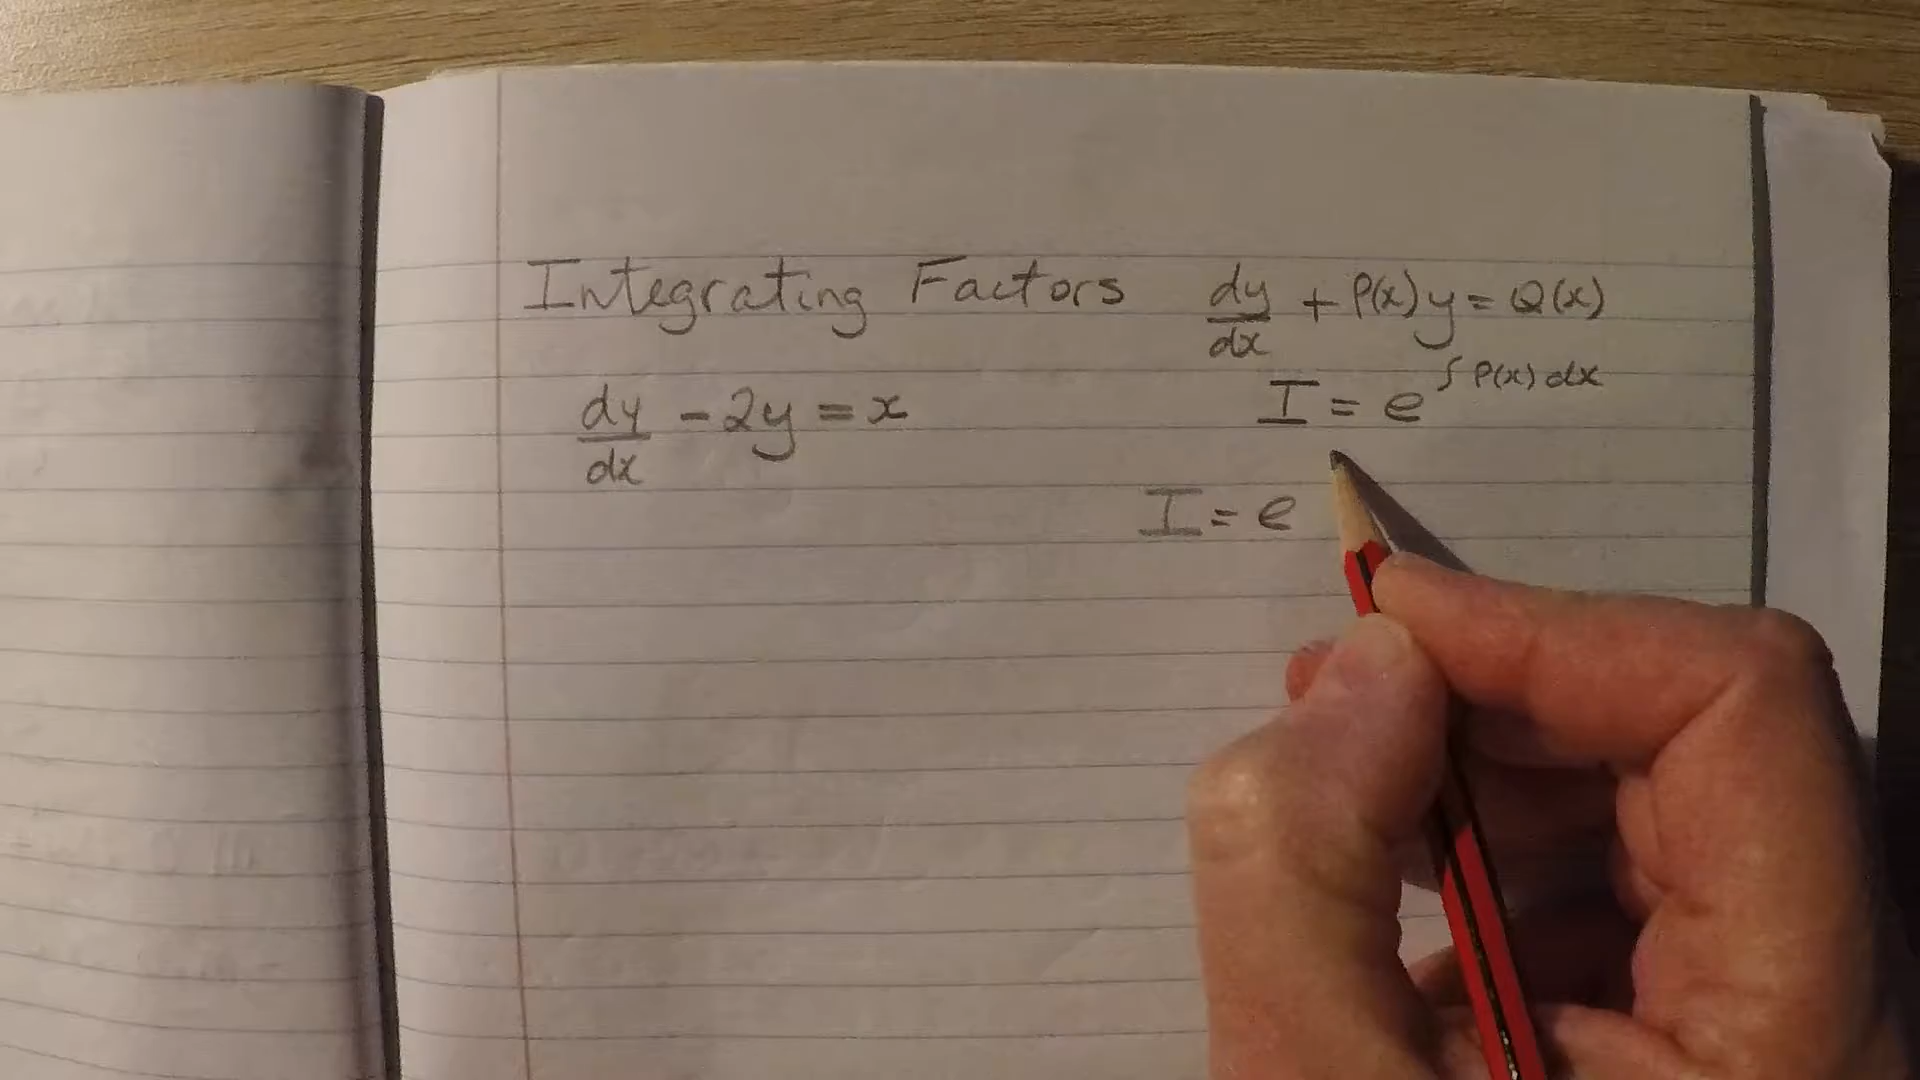 Integrating Factors dy/dx + P(x)y = Q(x)
dy/dx - 2y = x
I = e^∫P(x)dx
I = e